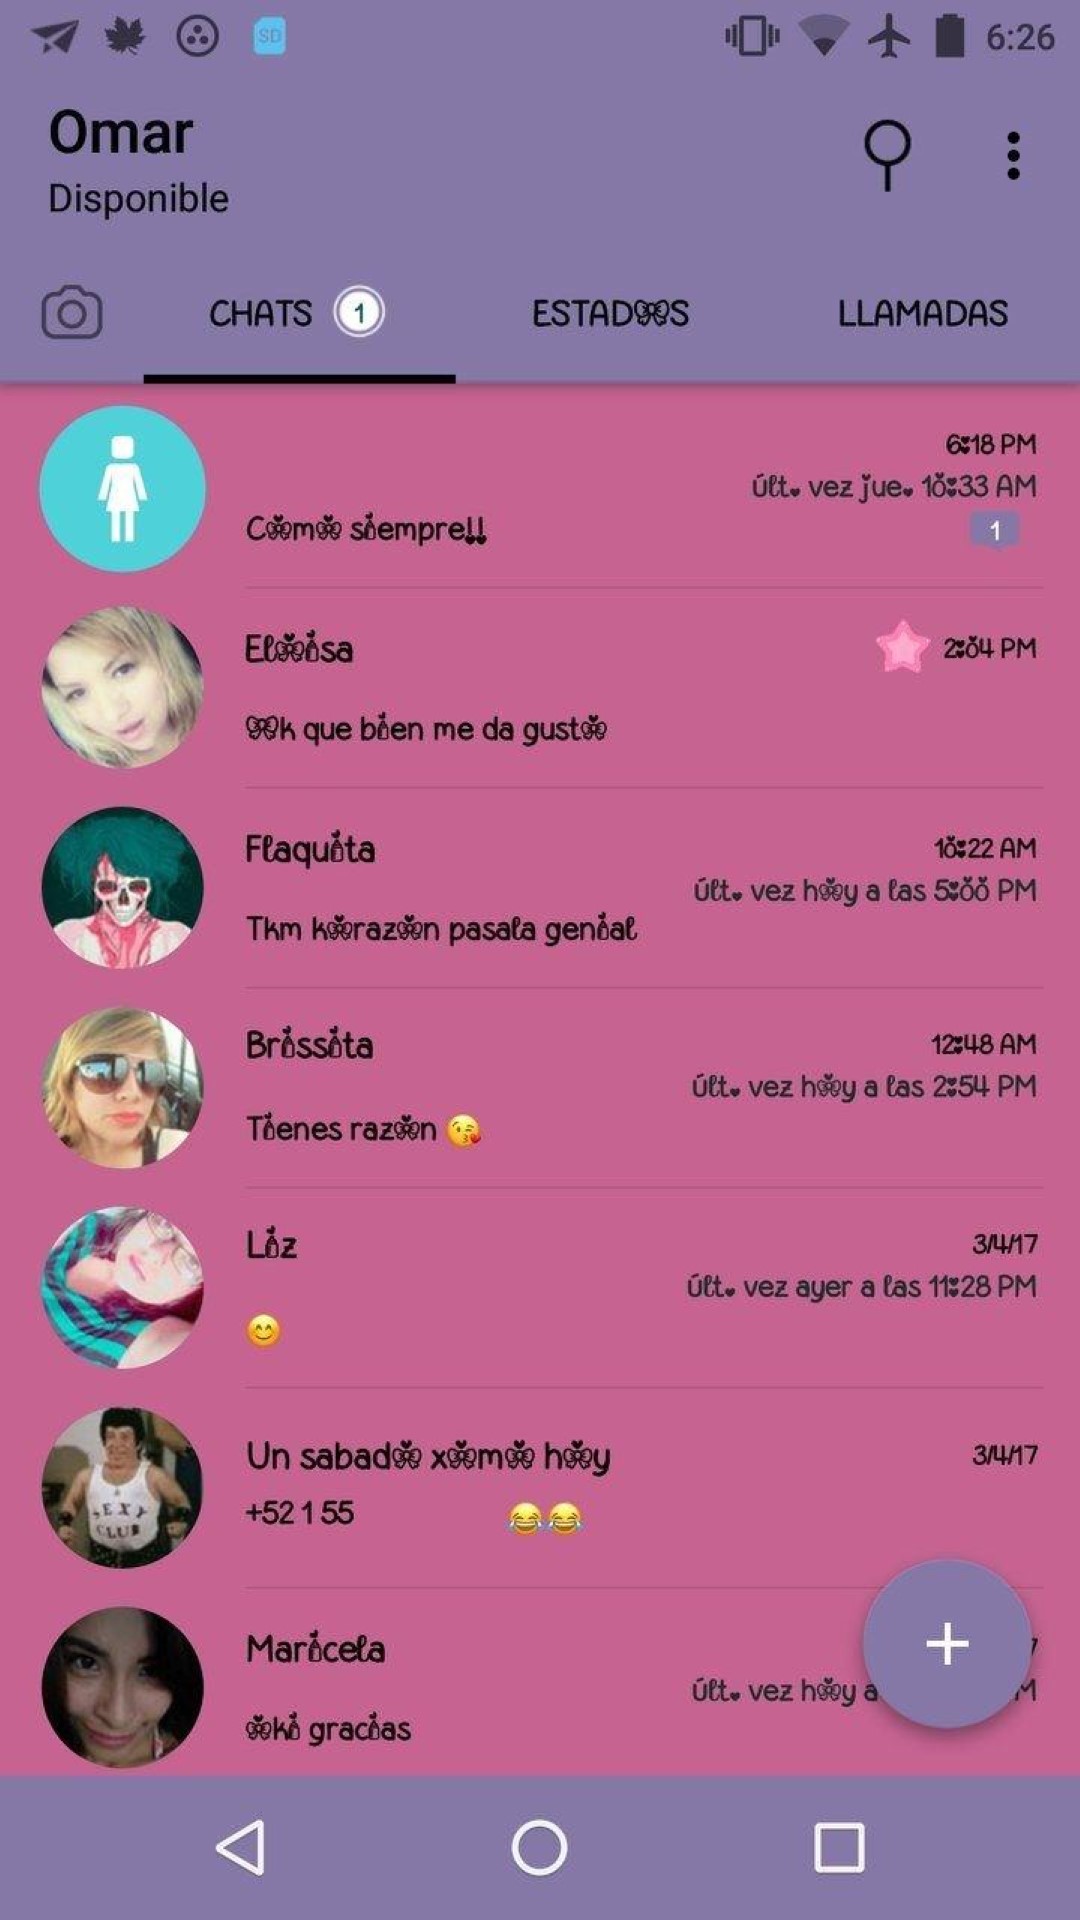 SD
6:26
Omar
Disponible
CHATS 1
ESTADOS
LLAMADAS
6:18 PM
últ. vez jue. 10:33 AM
Como siempre!!
1
Eloisa
2:04 PM
Ok que bien me da gusto
Flaquita
10:22 AM
últ. vez hoy a las 5:00 PM
Tkm korazon pasala genial
Brissita
12:48 AM
últ. vez hoy a las 2:54 PM
Tienes razon 😘
Liz
3/4/17
últ. vez ayer a las 11:28 PM
😊
Un sabado xomo hoy
3/4/17
+52 1 55 😂😂
SEXY
CLUB
Maricela
últ. vez hoy a
oki gracias